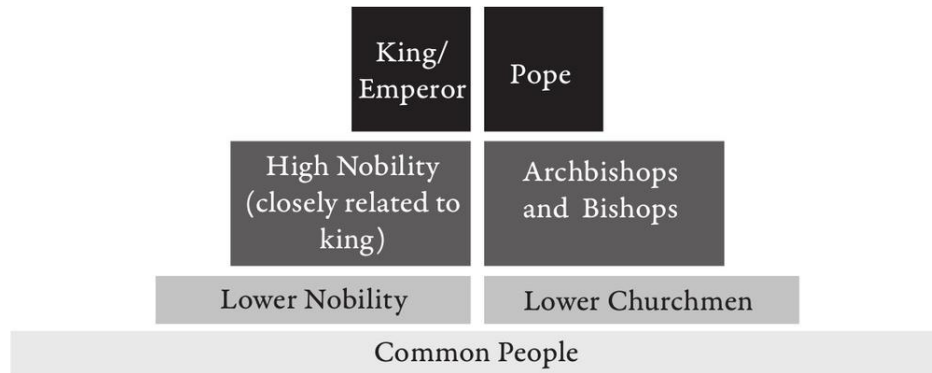 King/
Emperor
Pope
High Nobility
(closely related to
king)
Archbishops
and Bishops
Lower Nobility
Lower Churchmen
Common People